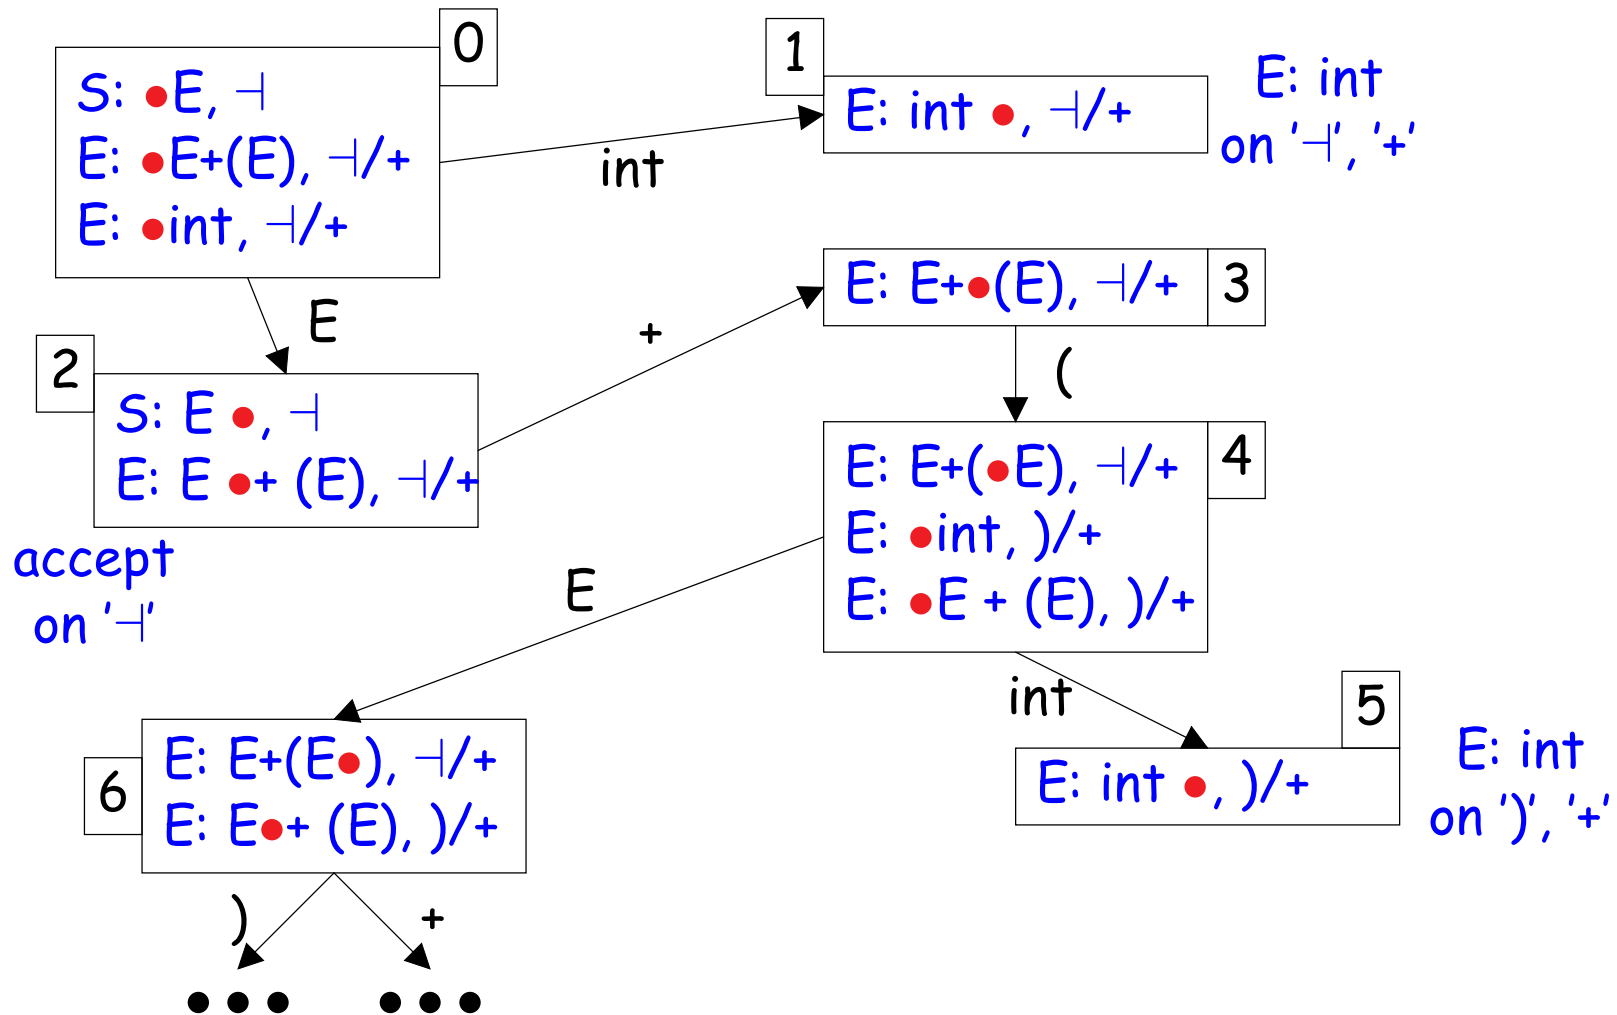 0
S: •E, ⊣
E: •E+(E), ⊣/+
E: •int, ⊣/+
int
1
E: int •, ⊣/+
E: int
on '⊣', '+'
E
2
S: E •, ⊣
E: E •+ (E), ⊣/+
accept
on '⊣'
+
E: E+•(E), ⊣/+
3
(
E: E+(•E), ⊣/+
E: •int, )/+
E: •E + (E), )/+
4
E
int
5
E: int •, )/+
E: int
on ')', '+'
6
E: E+(E•), ⊣/+
E: E•+ (E), )/+
)
+
••• •••